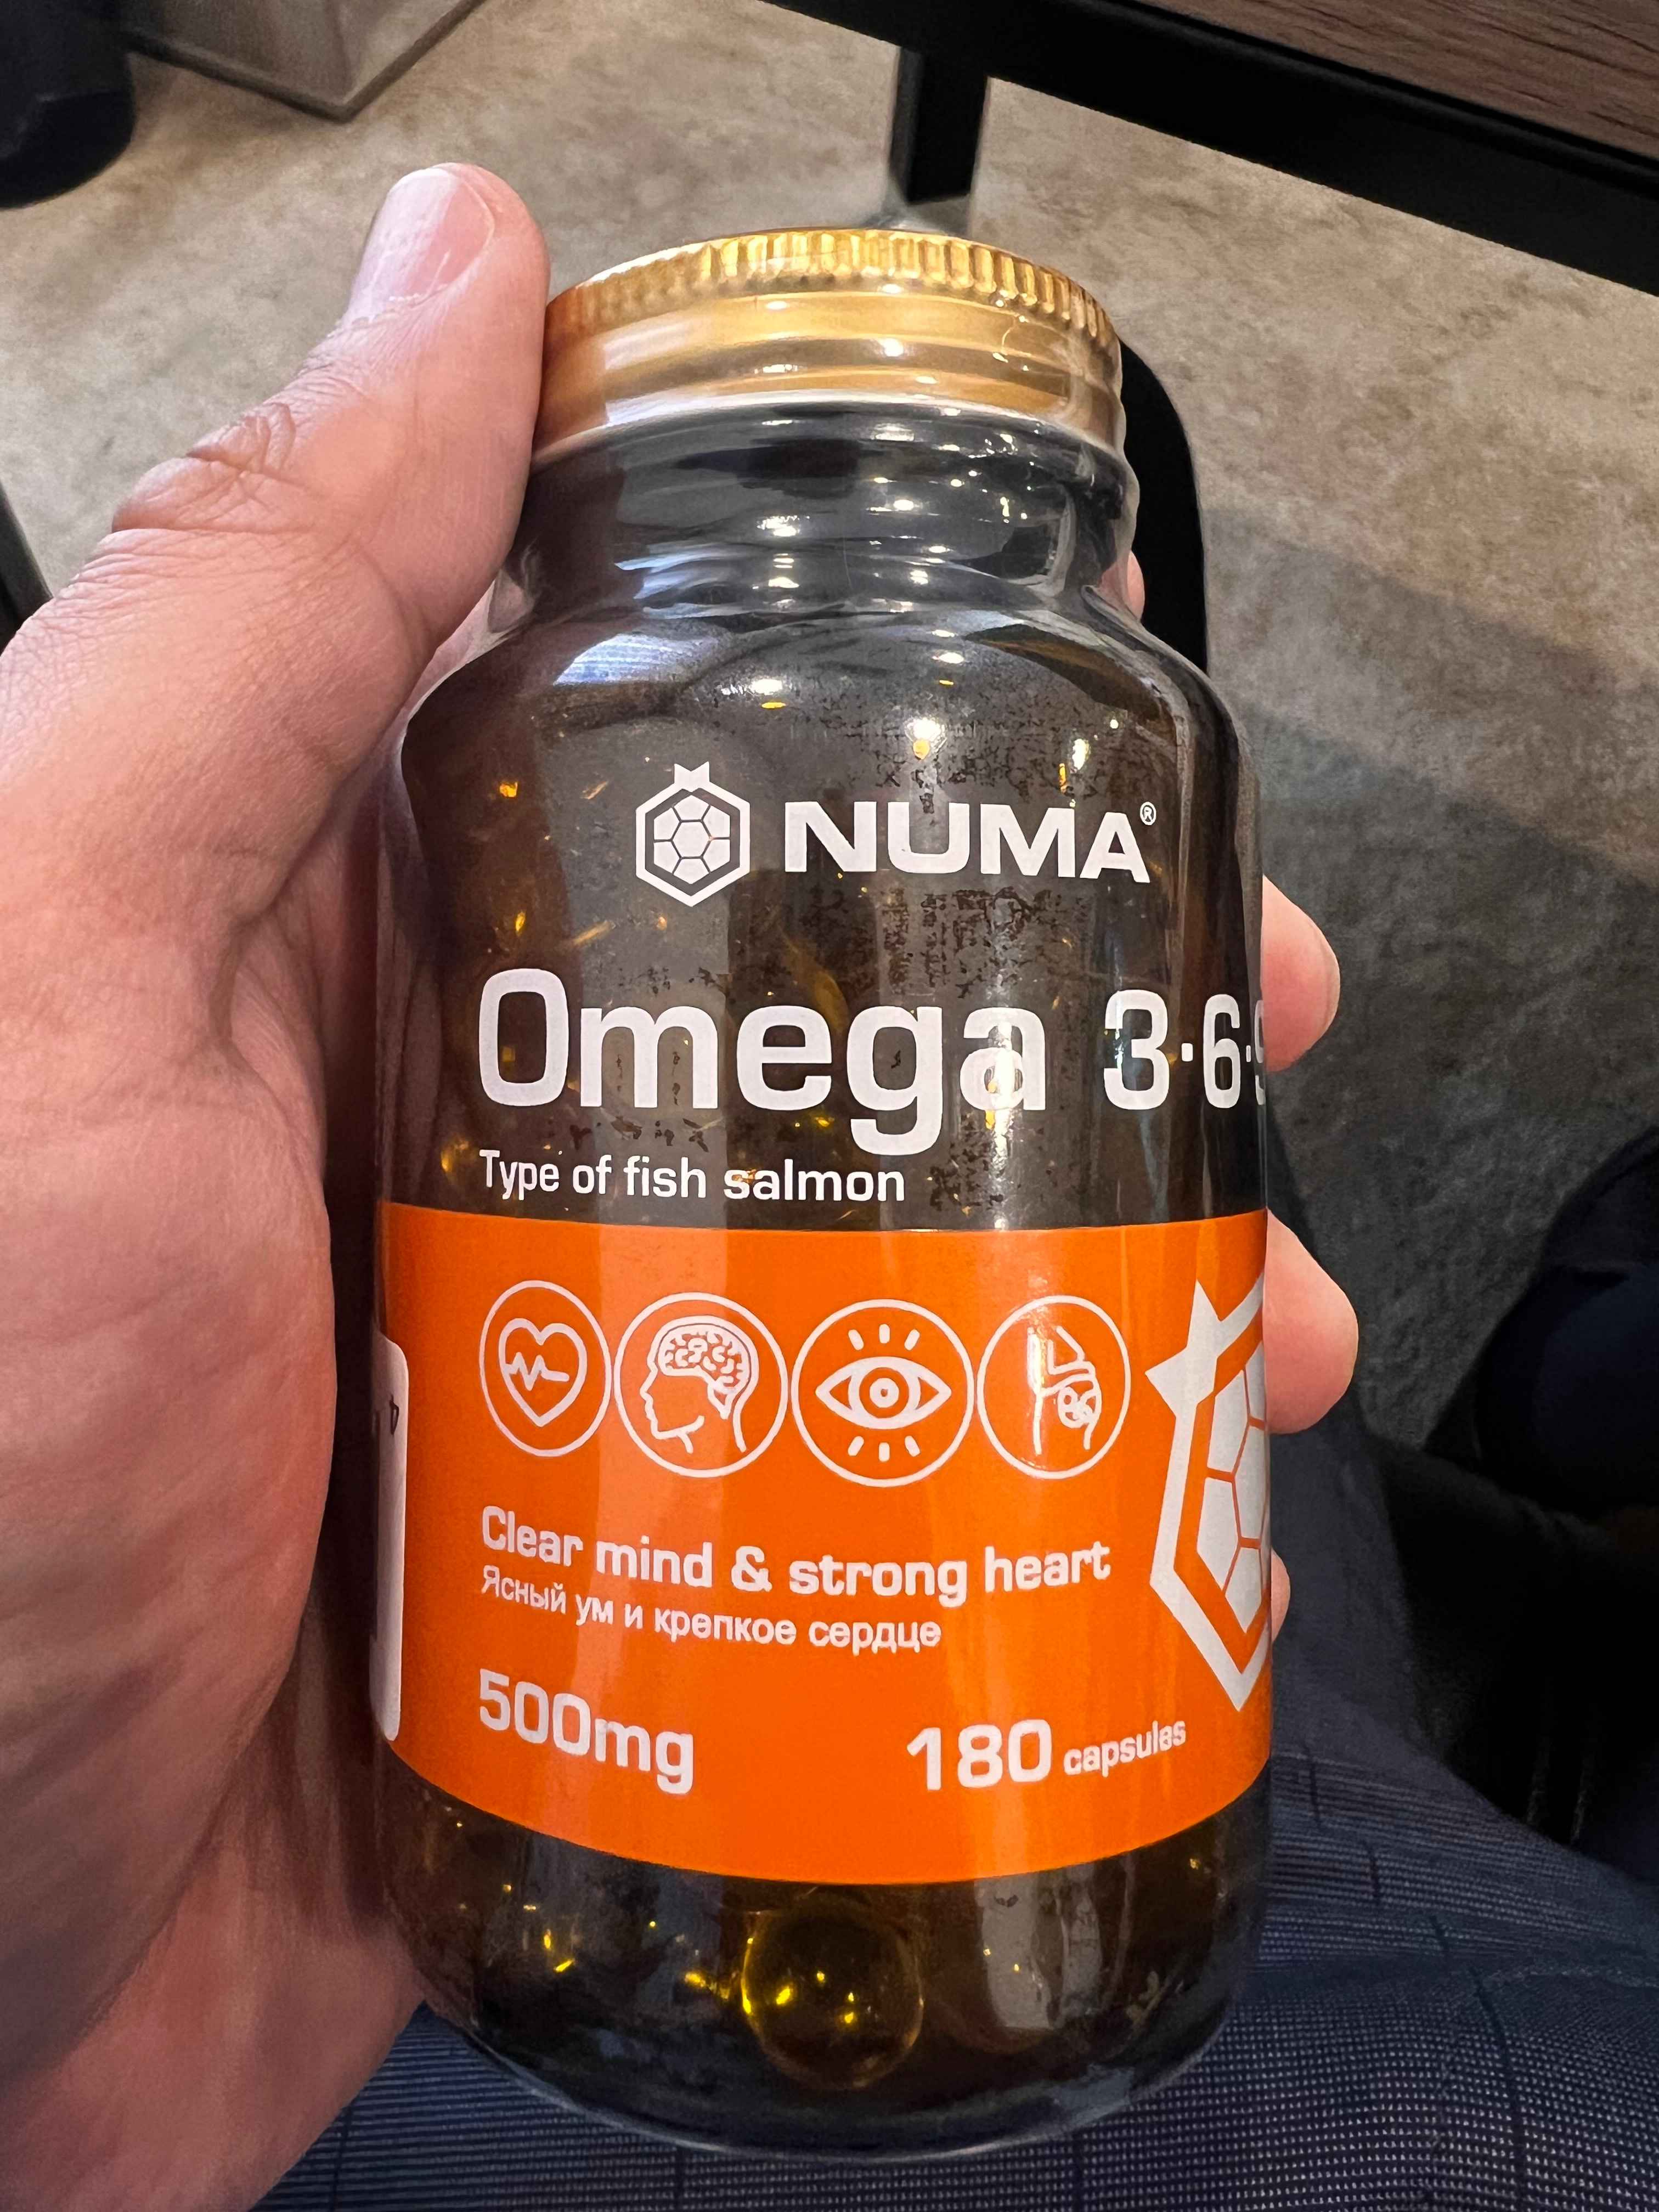 NUMA®
Omega 3·6·9
Type of fish salmon
Clear mind & strong heart
Ясный ум и крепкое сердце
500mg
180 capsules